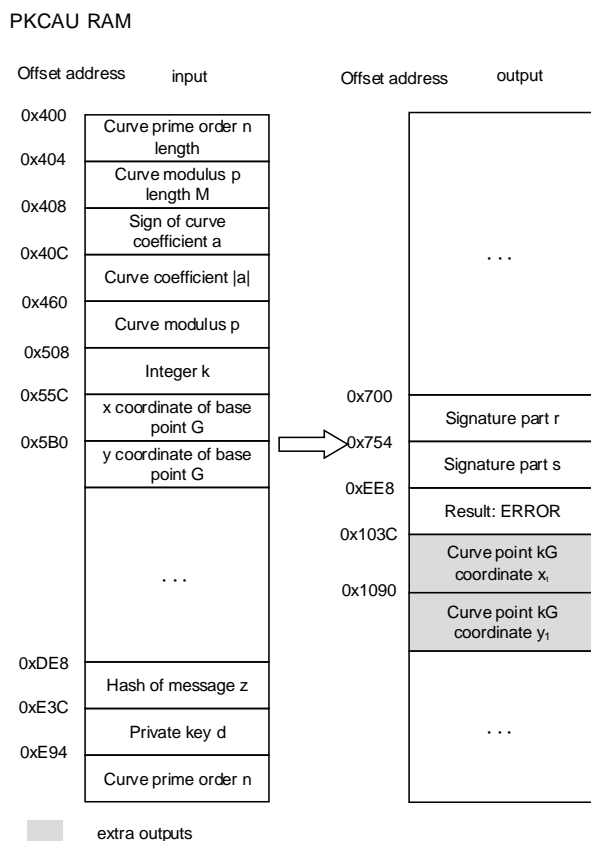 PKCAU RAM
Offset address
input
0x400
Curve prime order n
length
0x404
Curve modulus p
length M
0x408
Sign of curve
coefficient a
0x40C
Curve coefficient |a|
0x460
Curve modulus p
0x508
Integer k
0x55C
x coordinate of base
point G
0x5B0
y coordinate of base
point G
...
0xDE8
Hash of message z
0xE3C
Private key d
0xE94
Curve prime order n
Offset address
output
...
0x700
Signature part r
0x754
Signature part s
0xEE8
Result: ERROR
0x103C
Curve point kG
coordinate x₁
0x1090
Curve point kG
coordinate y₁
...
extra outputs